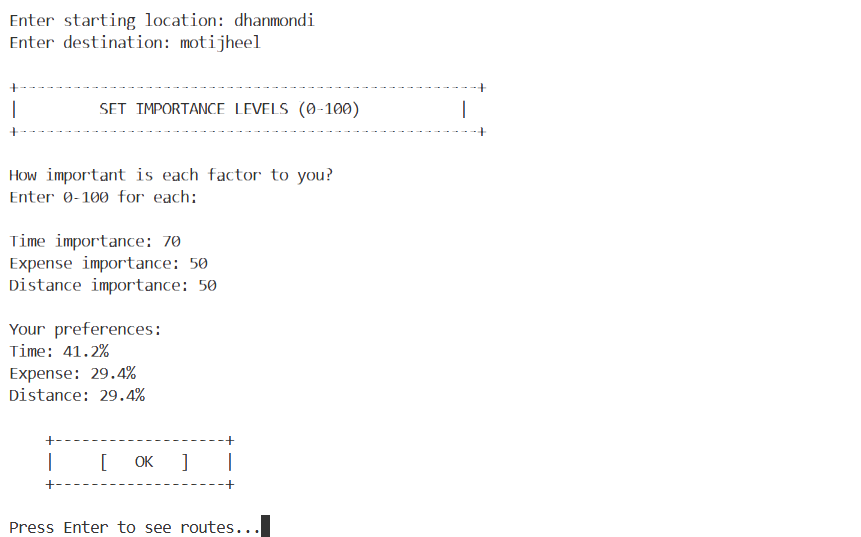 Enter starting location: dhanmondi
Enter destination: motijheel
+---------------------------------------------------+
|         SET IMPORTANCE LEVELS (0-100)           |
+---------------------------------------------------+
How important is each factor to you?
Enter 0-100 for each:
Time importance: 70
Expense importance: 50
Distance importance: 50
Your preferences:
Time: 41.2%
Expense: 29.4%
Distance: 29.4%
+-------------------+
|     [   OK   ]    |
+-------------------+
Press Enter to see routes...